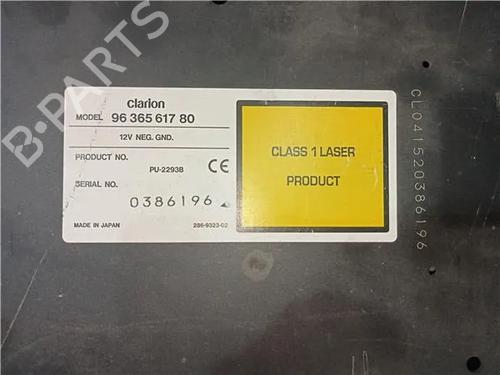 clarion
MODEL 96 365 617 80
12V NEG. GND.
PRODUCT NO. PU-2293B CE
SERIAL NO. 0386196
MADE IN JAPAN 286-9323-02
CLASS 1 LASER
PRODUCT
CL041520386196
B-PARTS